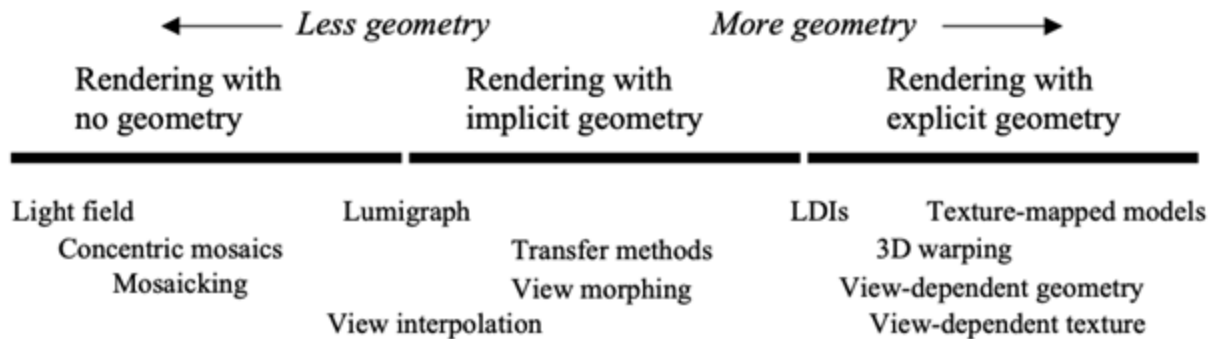 Less geometry More geometry
Rendering with no geometry
Rendering with implicit geometry
Rendering with explicit geometry
Light field Lumigraph LDIs Texture-mapped models
Concentric mosaics Transfer methods 3D warping
Mosaicking View morphing View-dependent geometry
View interpolation View-dependent texture